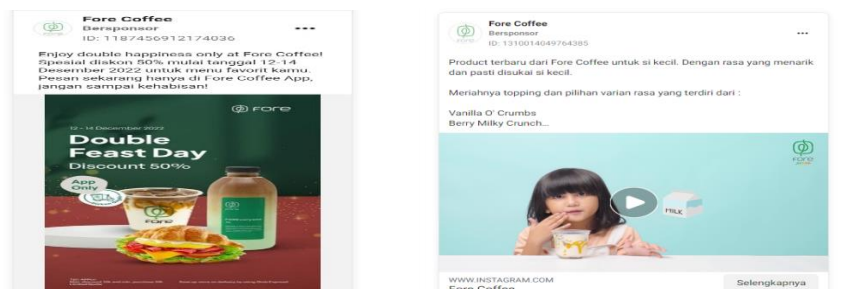 Fore Coffee
Bersponsor
ID: 1187456912174036
Enjoy double happiness only at Fore Coffee!
Spesial diskon 50% mulai tanggal 12-14
Desember 2022 untuk menu favorit kamu.
Pesan sekarang hanya di Fore Coffee App,
jangan sampai kehabisan!
FORE
12 - 14 December 2022
Double
Feast Day
Discount 50%
App
Only
Fore
Fore Coffee
Bersponsor
ID: 1310014049764385
Product terbaru dari Fore Coffee untuk si kecil. Dengan rasa yang menarik
dan pasti disukai si kecil.
Meriahnya topping dan pilihan varian rasa yang terdiri dari :
Vanilla O' Crumbs
Berry Milky Crunch...
FORE
MILK
WWW.INSTAGRAM.COM
Fore Coffee
Selengkapnya